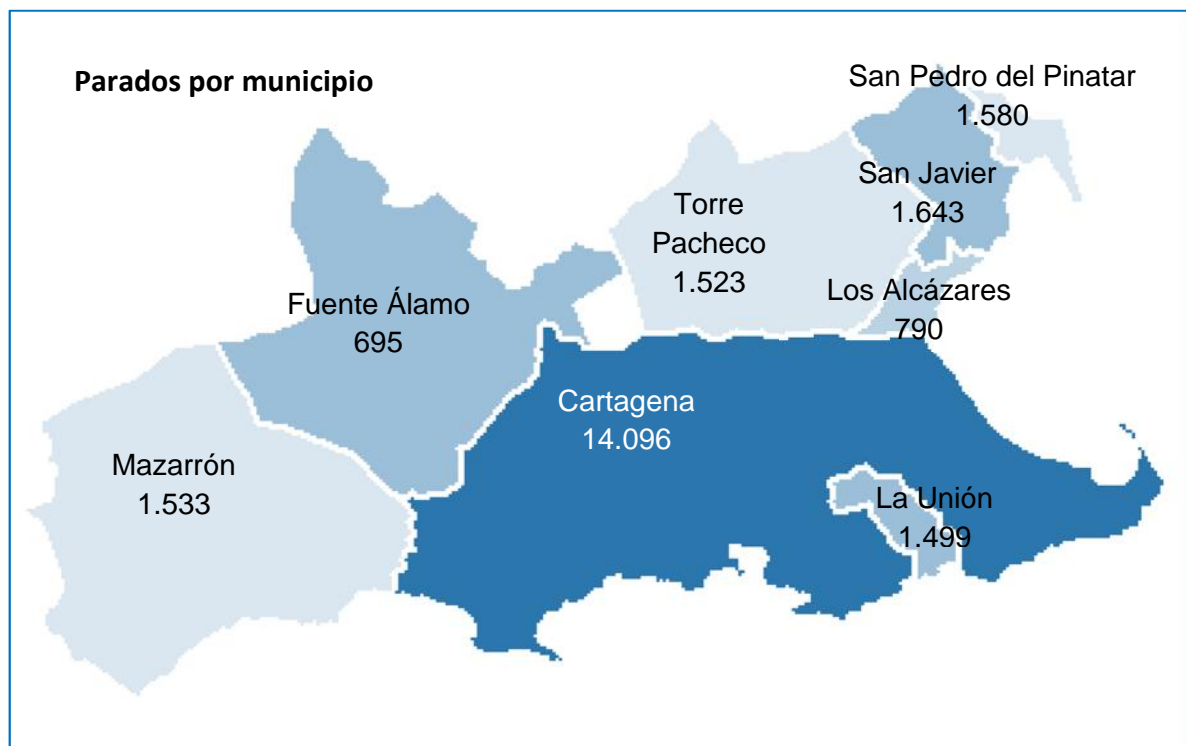 Parados por municipio
San Pedro del Pinatar
1.580
San Javier
1.643
Torre
Pacheco
1.523
Los Alcázares
790
Fuente Álamo
695
Cartagena
14.096
Mazarrón
1.533
La Unión
1.499